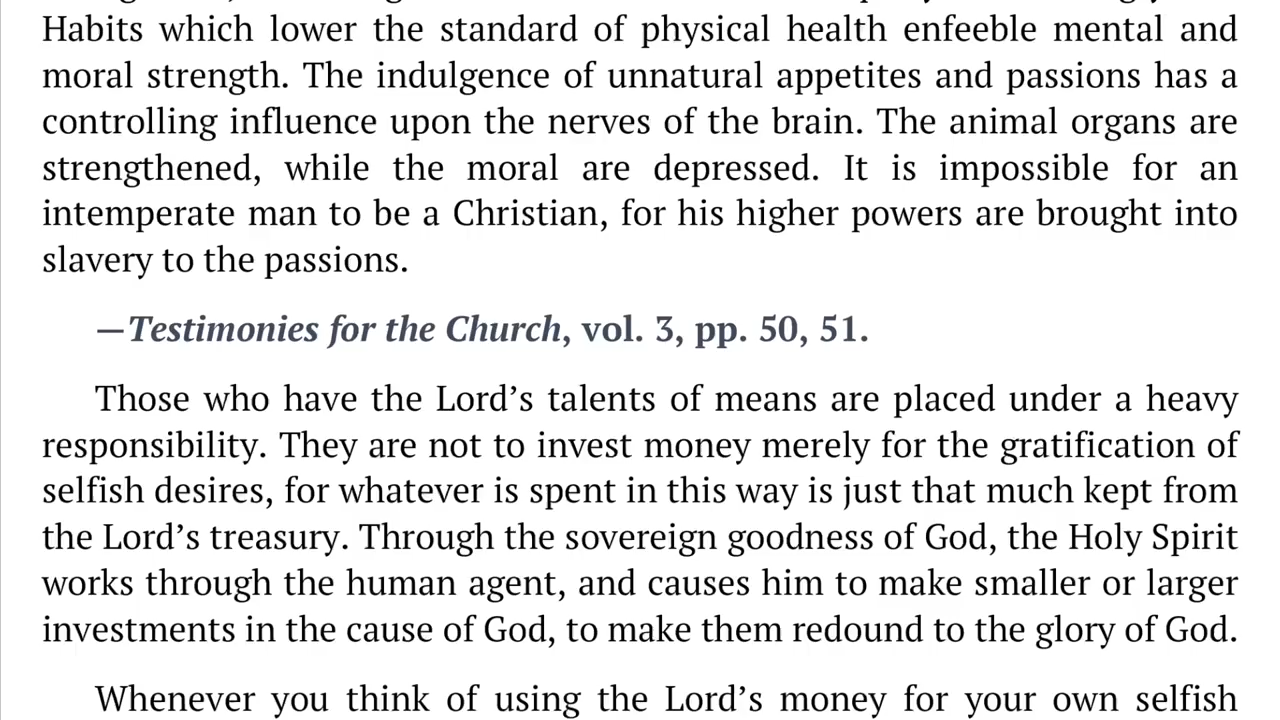 Habits which lower the standard of physical health enfeeble mental and
moral strength. The indulgence of unnatural appetites and passions has a
controlling influence upon the nerves of the brain. The animal organs are
strengthened, while the moral are depressed. It is impossible for an
intemperate man to be a Christian, for his higher powers are brought into
slavery to the passions.
—Testimonies for the Church, vol. 3, pp. 50, 51.
Those who have the Lord’s talents of means are placed under a heavy
responsibility. They are not to invest money merely for the gratification of
selfish desires, for whatever is spent in this way is just that much kept from
the Lord’s treasury. Through the sovereign goodness of God, the Holy Spirit
works through the human agent, and causes him to make smaller or larger
investments in the cause of God, to make them redound to the glory of God.
Whenever you think of using the Lord’s money for your own selfish